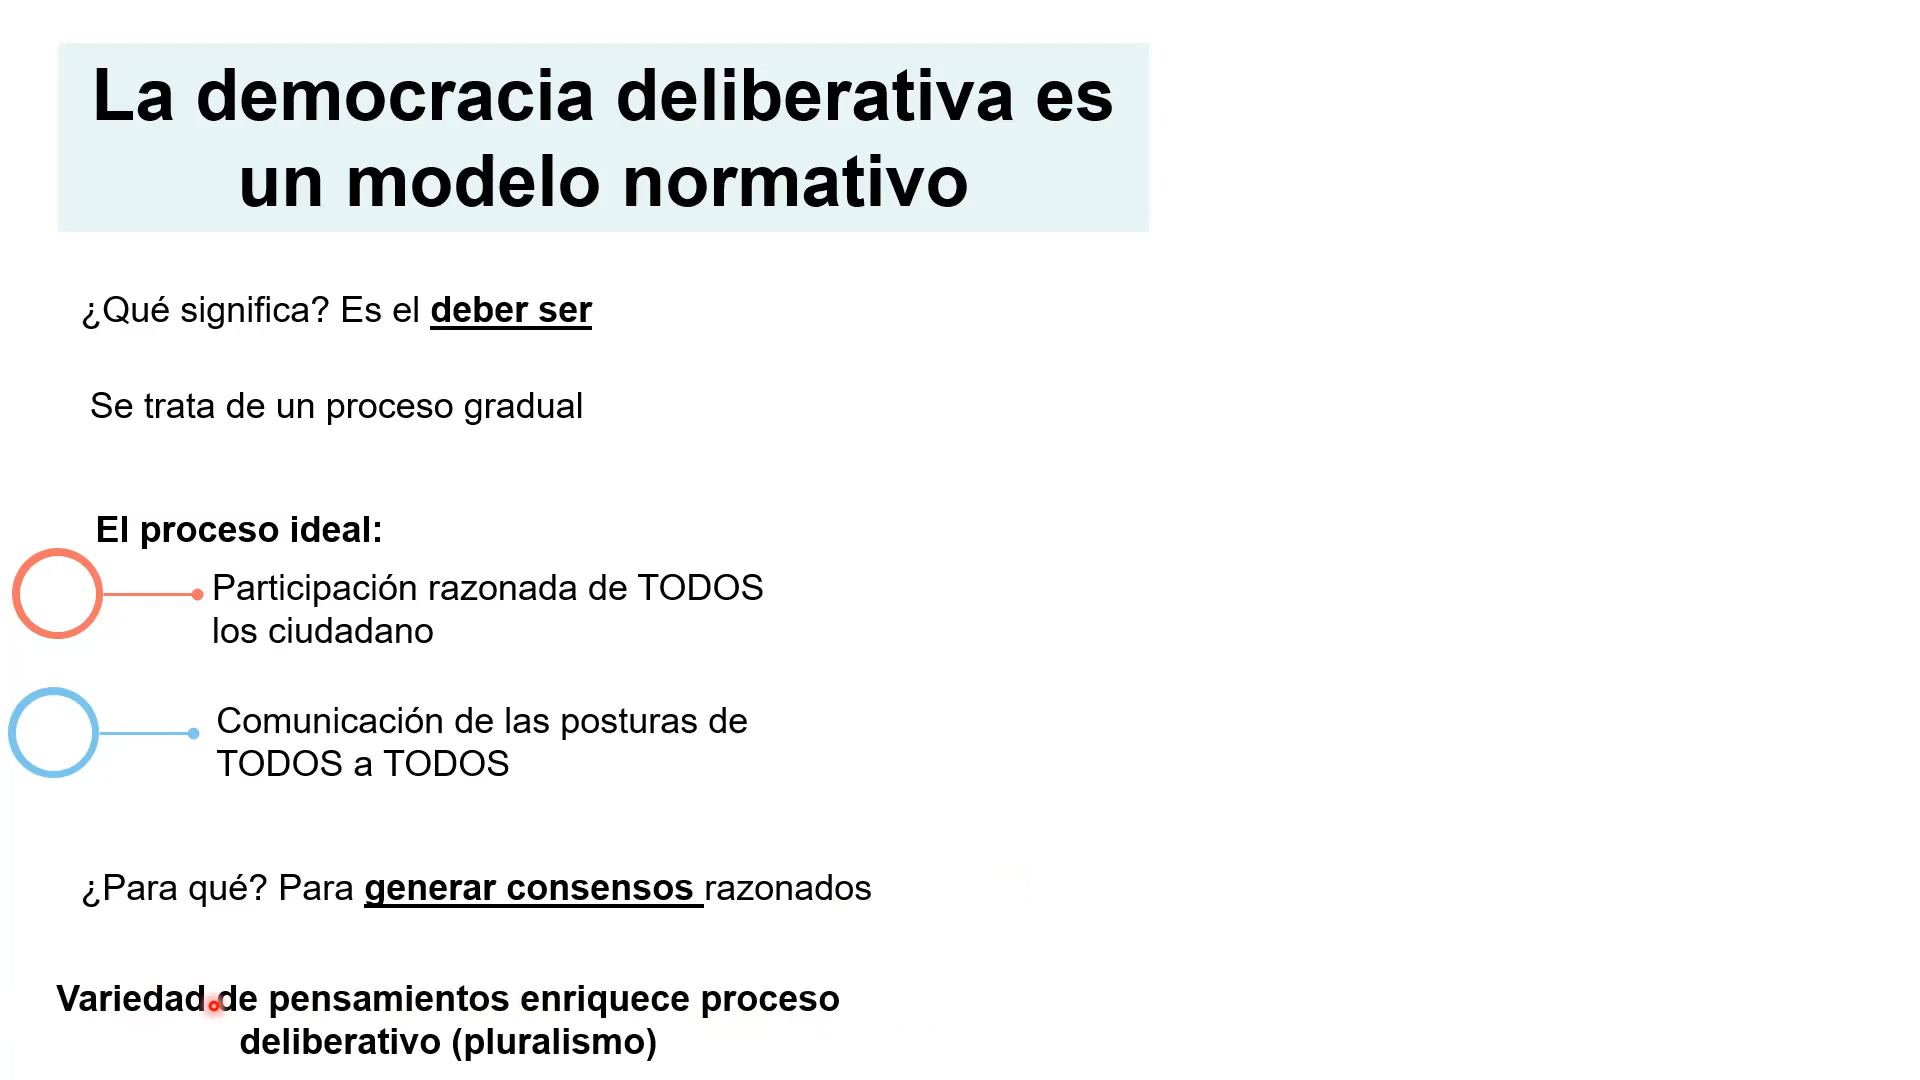 La democracia deliberativa es
un modelo normativo
¿Qué significa? Es el deber ser
Se trata de un proceso gradual
El proceso ideal:
Participación razonada de TODOS
los ciudadano
Comunicación de las posturas de
TODOS a TODOS
¿Para qué? Para generar consensos razonados
Variedad de pensamientos enriquece proceso
deliberativo (pluralismo)